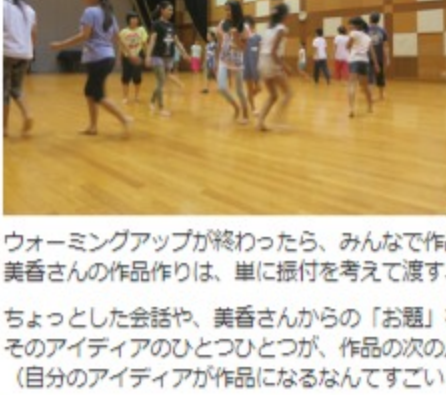 ウォーミングアップが終わったら、みんなで作
美香さんの作品作りは、単に振付を考えて渡す
ちょっとした会話や、美香さんからの「お題」
そのアイディアのひとつひとつが、作品の次の
（自分のアイディアが作品になるなんてすごい